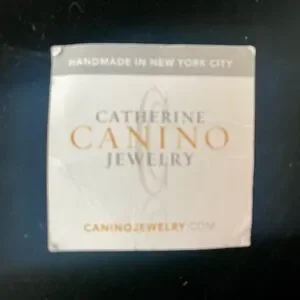 HANDMADE IN NEW YORK CITY
CATHERINE
CANINO
JEWELRY
CANINOJEWELRY.COM